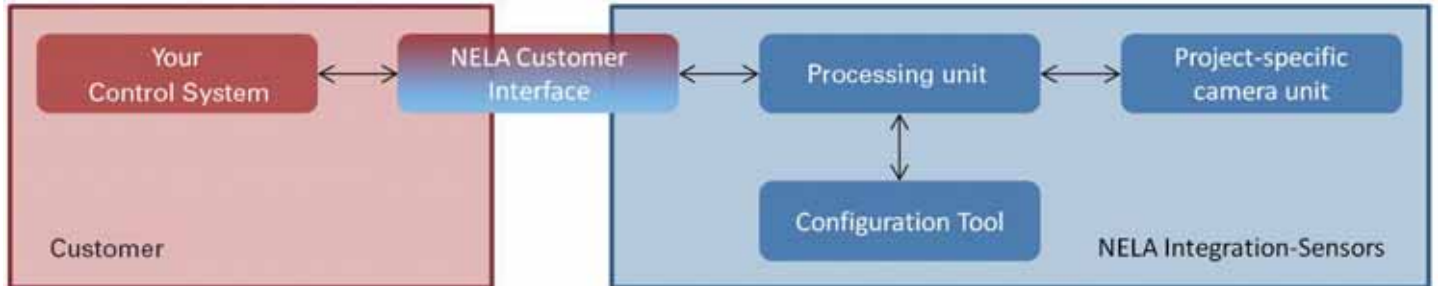 Your
Control System
NELA Customer
Interface
Processing unit
Project-specific
camera unit
Configuration Tool
Customer
NELA Integration-Sensors